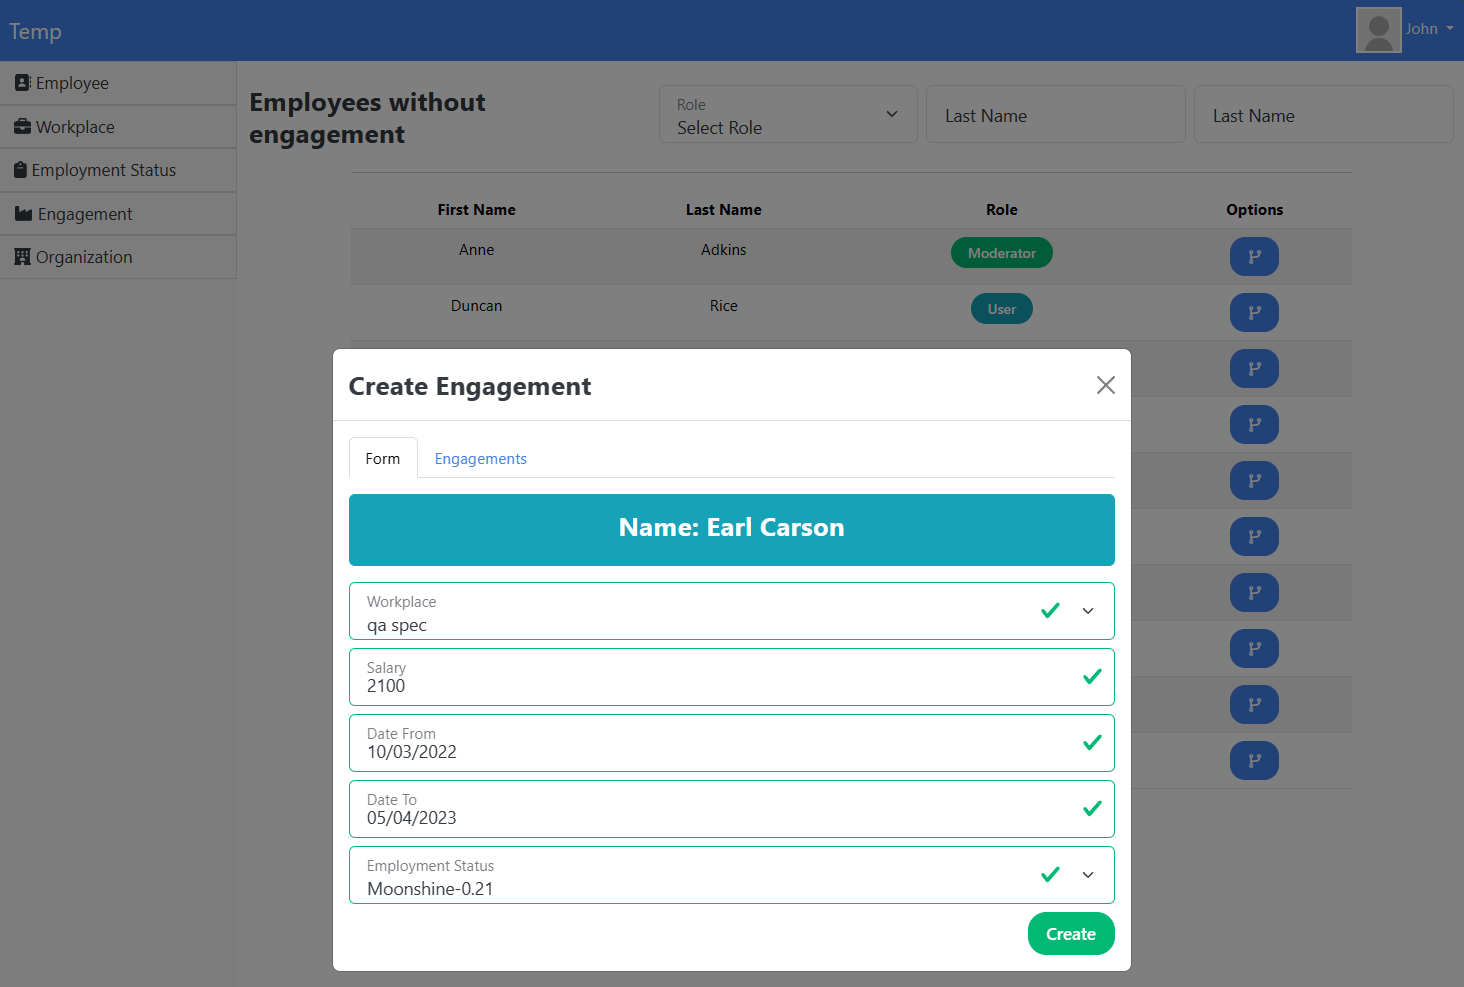 Temp
John
Employee
Workplace
Employment Status
Engagement
Organization
Employees without
engagement
Role
Select Role
Last Name
Last Name
First Name Last Name Role Options
Anne Adkins Moderator
Duncan Rice User
Create Engagement
Form Engagements
Name: Earl Carson
Workplace
qa spec
Salary
2100
Date From
10/03/2022
Date To
05/04/2023
Employment Status
Moonshine-0.21
Create